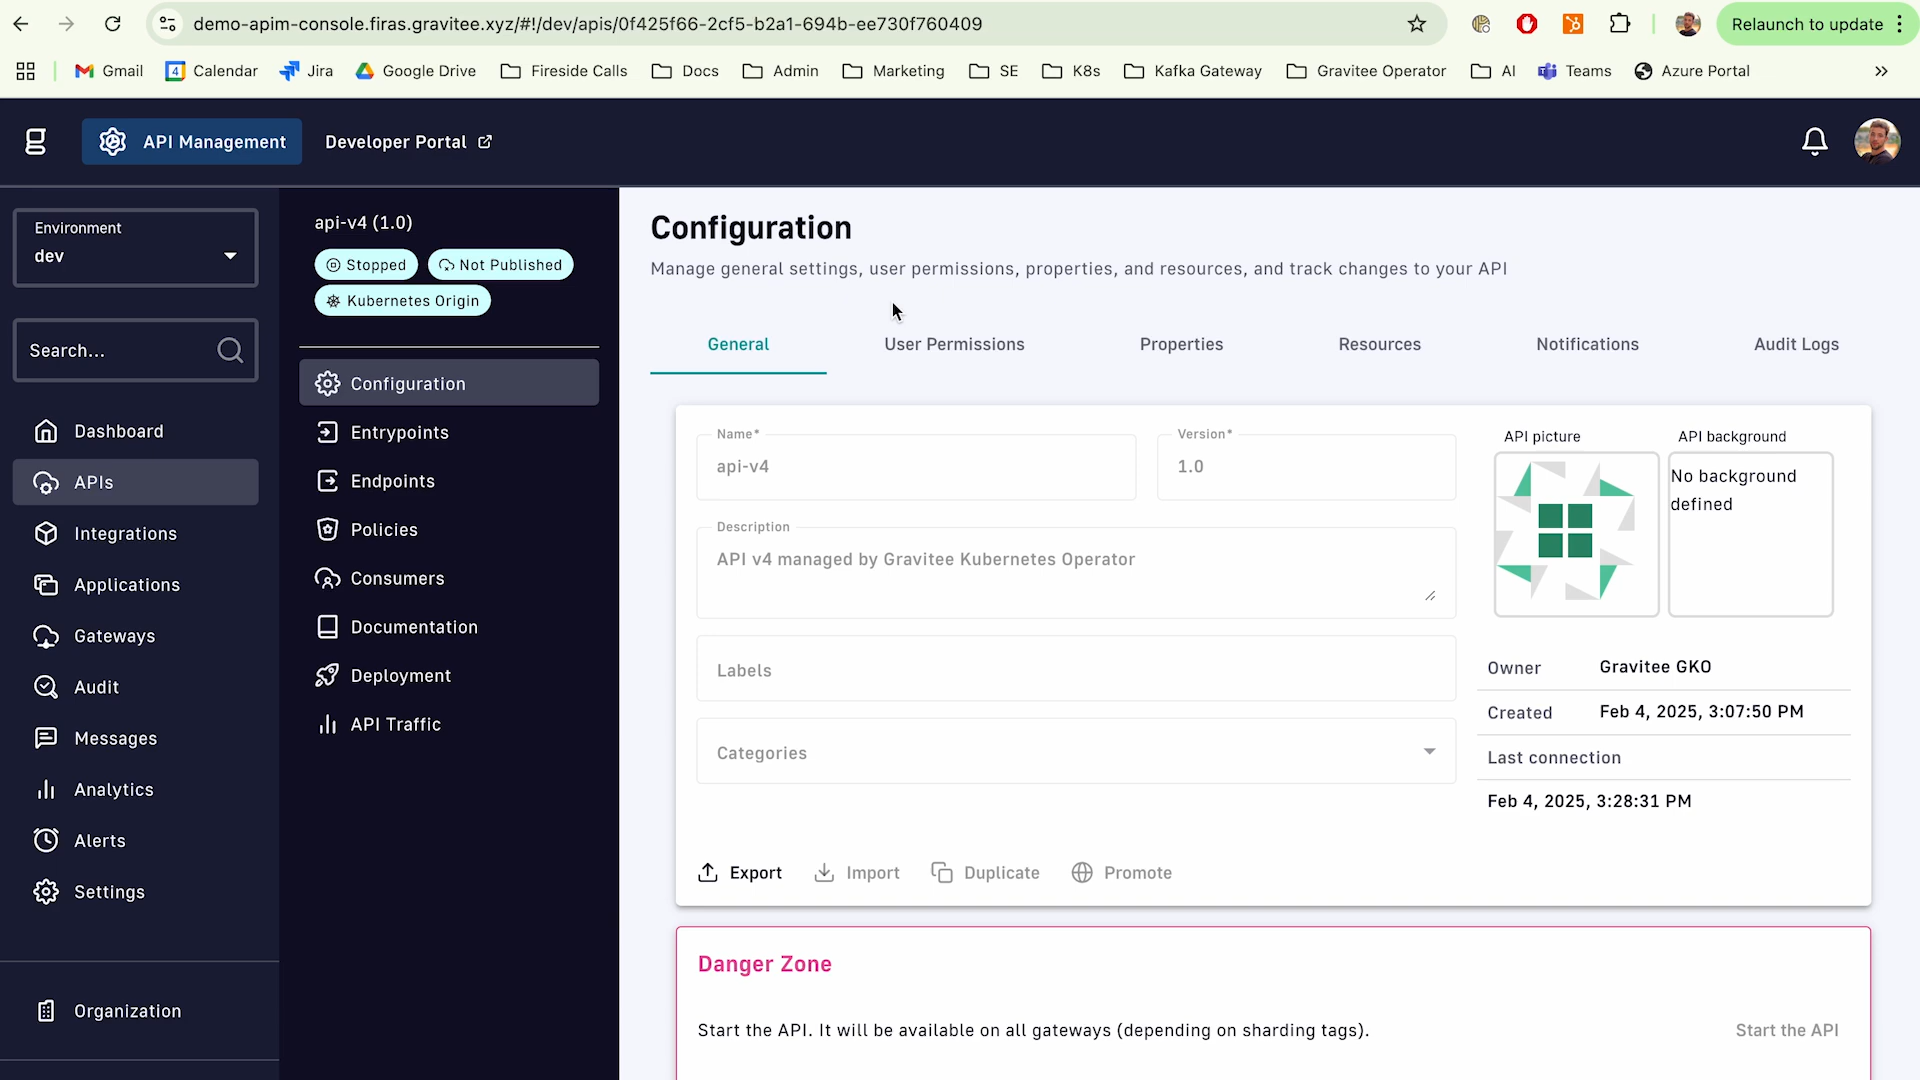 demo-apim-console.firas.gravitee.xyz/#!/dev/apis/0f425f66-2cf5-b2a1-694b-ee730f760409
Relaunch to update
Gmail
4
Calendar
Jira
Google Drive
Fireside Calls
Docs
Admin
Marketing
SE
K8s
Kafka Gateway
Gravitee Operator
AI
Teams
Azure Portal
API Management
Developer Portal
Environment
dev
Search...
Dashboard
APIs
Integrations
Applications
Gateways
Audit
Messages
Analytics
Alerts
Settings
Organization
api-v4 (1.0)
Stopped
Not Published
Kubernetes Origin
Configuration
Entrypoints
Endpoints
Policies
Consumers
Documentation
Deployment
API Traffic
Configuration
Manage general settings, user permissions, properties, and resources, and track changes to your API
General
User Permissions
Properties
Resources
Notifications
Audit Logs
Name*
api-v4
Version*
1.0
Description
API v4 managed by Gravitee Kubernetes Operator
Labels
Categories
API picture
API background
No background
defined
Owner
Gravitee GKO
Created
Feb 4, 2025, 3:07:50 PM
Last connection
Feb 4, 2025, 3:28:31 PM
Export
Import
Duplicate
Promote
Danger Zone
Start the API. It will be available on all gateways (depending on sharding tags).
Start the API